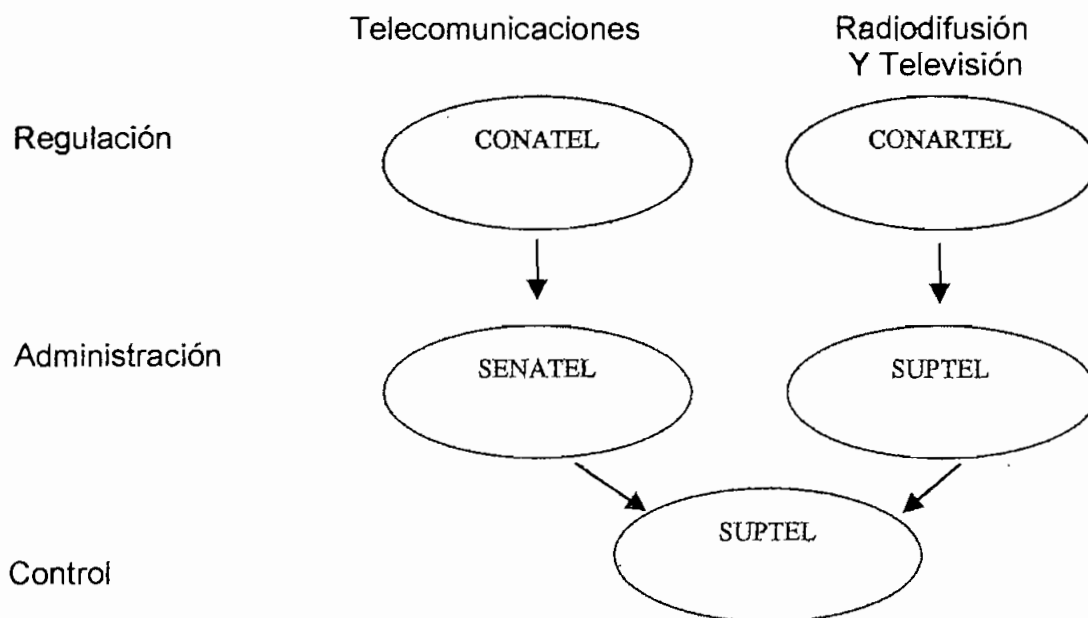 Telecomunicaciones
Radiodifusión
Y Televisión
Regulación
CONATEL
CONARTEL
Administración
SENATEL
SUPTEL
SUPTEL
Control